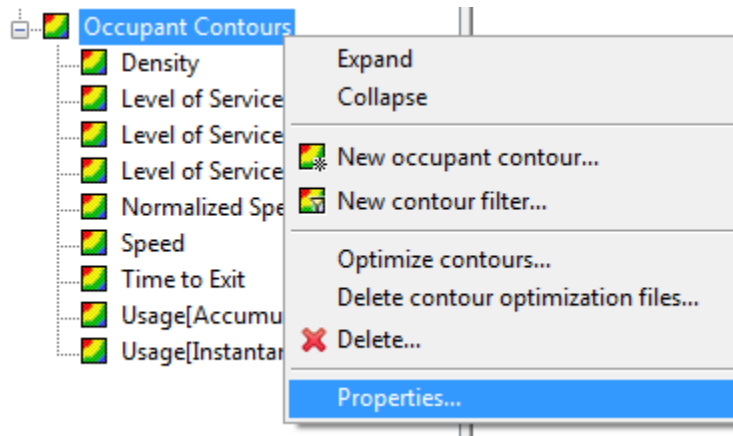 Occupant Contours
Density
Level of Service
Level of Service
Level of Service
Normalized Spe
Speed
Time to Exit
Usage[Accumu
Usage[Instantar
Expand
Collapse
New occupant contour...
New contour filter...
Optimize contours...
Delete contour optimization files...
Delete...
Properties...